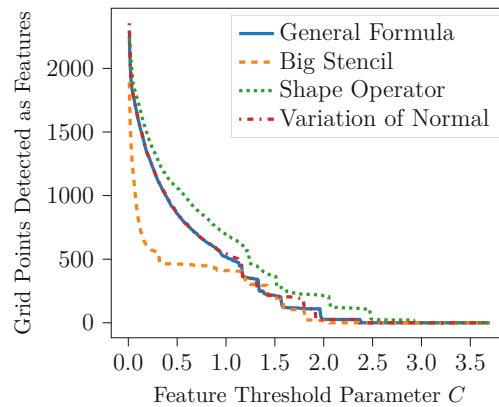 General Formula
Big Stencil
Shape Operator
Variation of Normal
Grid Points Detected as Features
2000
1500
1000
500
0
0.0 0.5 1.0 1.5 2.0 2.5 3.0 3.5
Feature Threshold Parameter C